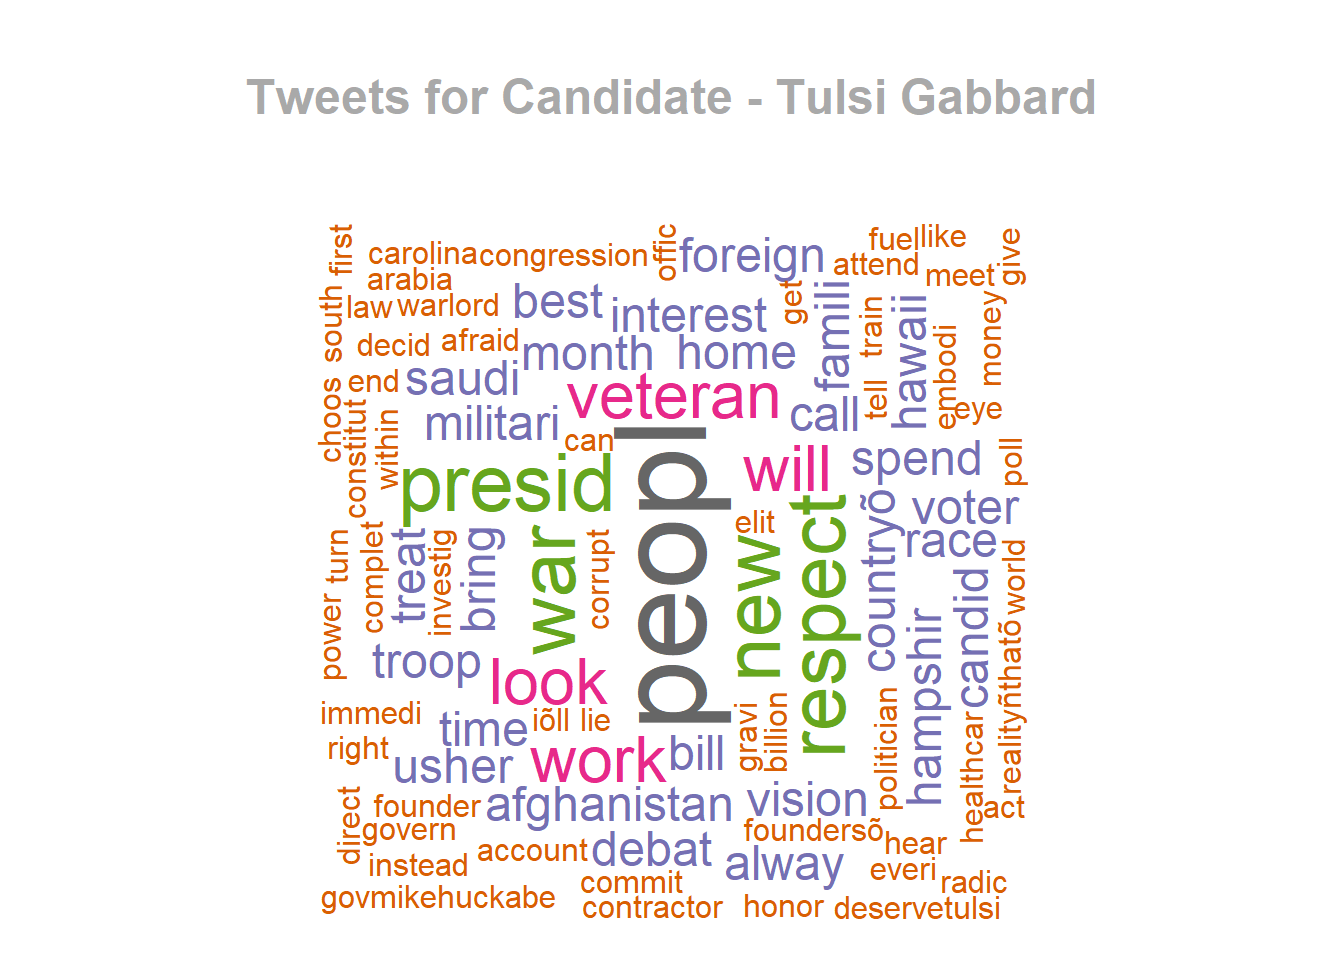 Tweets for Candidate - Tulsi Gabbard
first
carolina
congression
offic
foreign
fuel
like
attend
give
arabia
meet
south
law
warlord
best
interest
get
famili
train
hawaii
money
decid
afraid
month
home
embodi
choos
end
saudi
veteran
tell
eye
constitut
within
militari
can
call
peopl
presid
will
spend
poll
elit
respect
countryõ
voter
race
turn
complet
treat
investig
bring
war
corrupt
new
candid
world
power
troop
look
hampshir
realityñthatõ
immedi
time
iõll
lie
gravi
billion
politician
healthcar
right
usher
work
bill
direct
founder
afghanistan
vision
act
govern
foundersõ
hear
instead
account
debat
alway
everi
govmikehuckabe
commit
radic
contractor
honor
deservetulsi